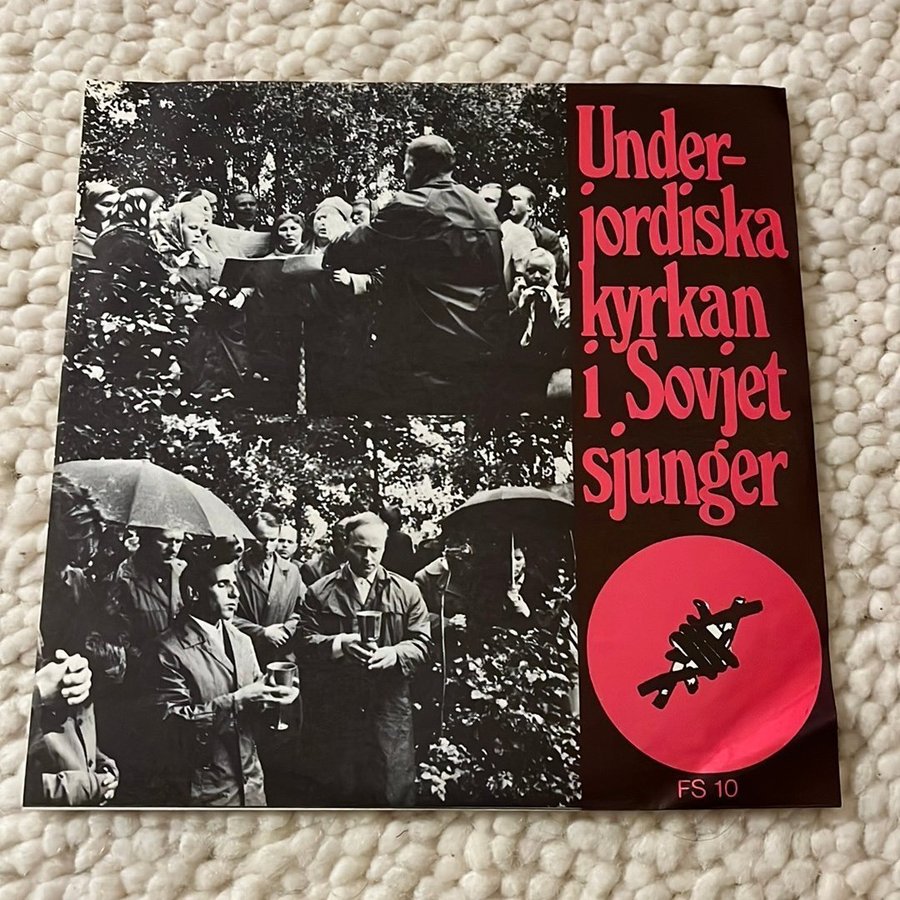 Under-
jordiska
kyrkan
i Sovjet
sjunger
FS 10